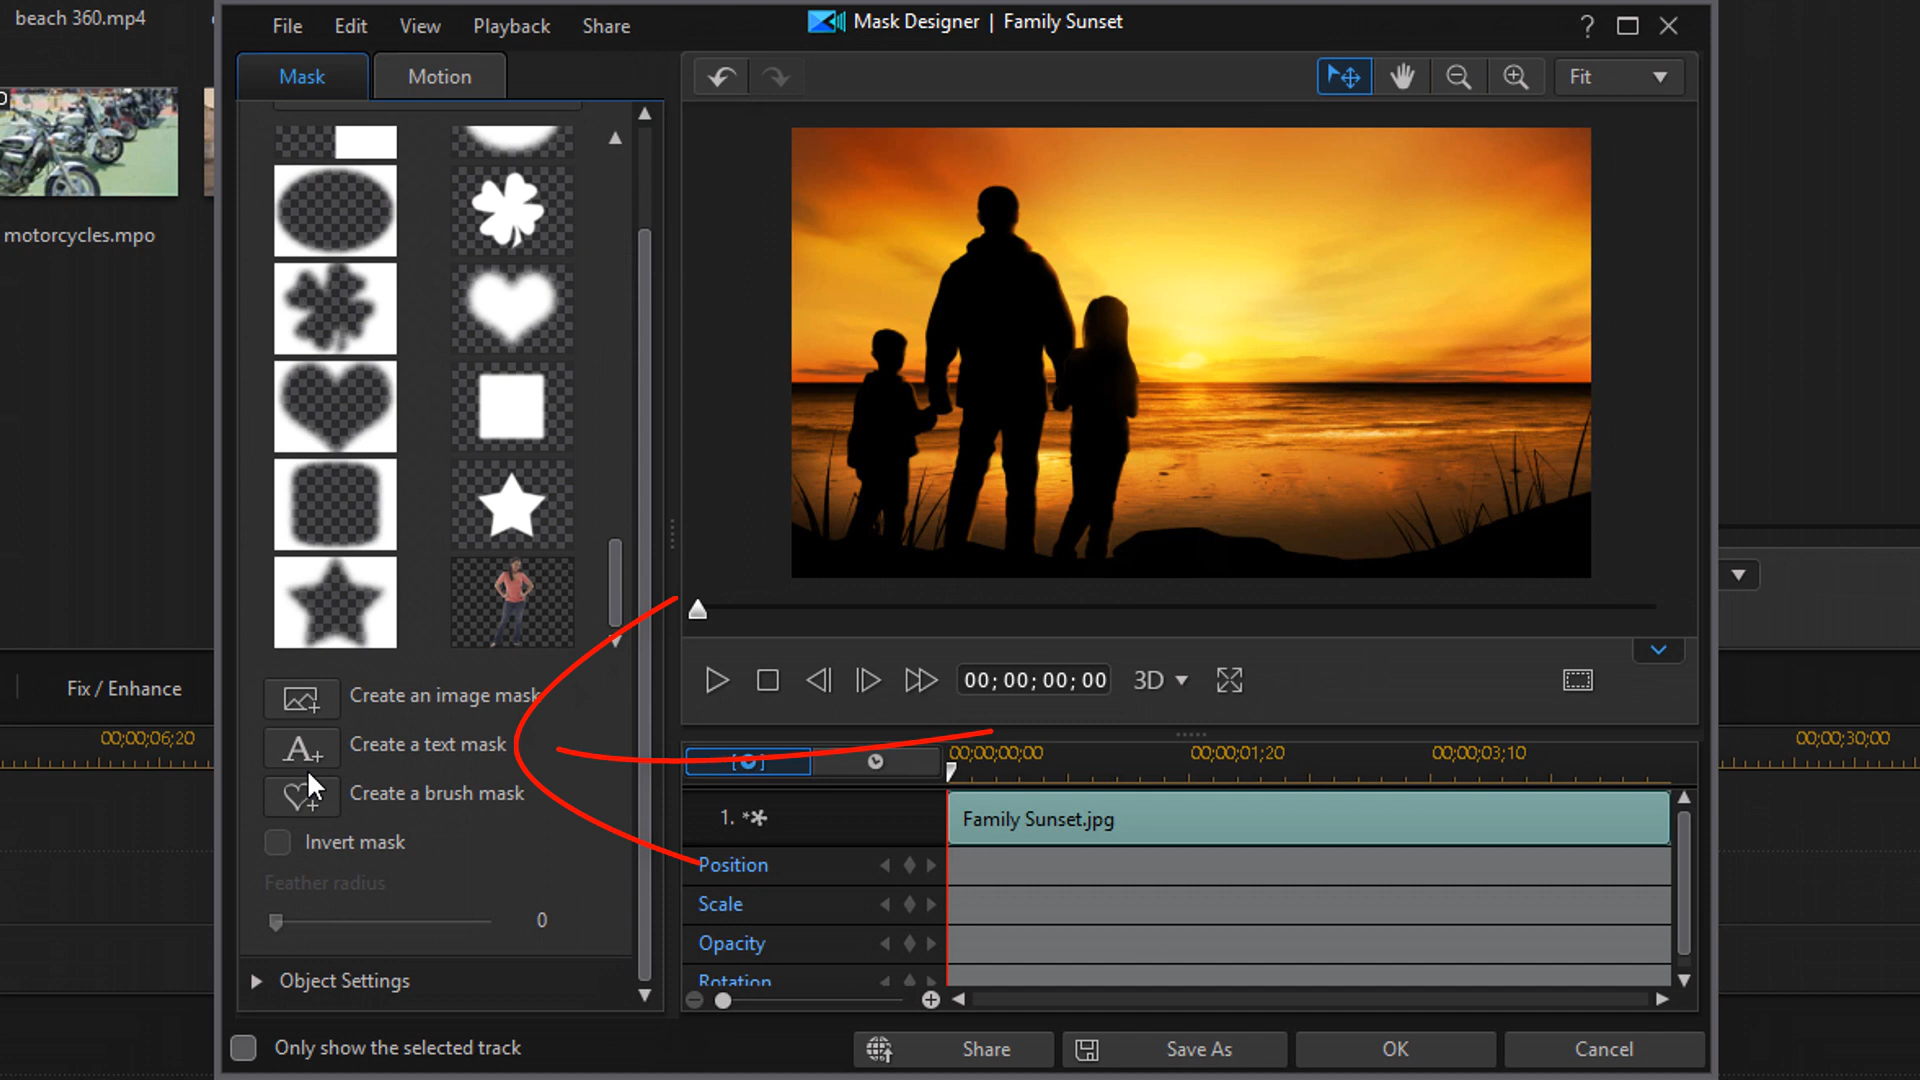 beach 360.mp4
File Edit View Playback Share
Mask Designer | Family Sunset
?
Mask Motion
Fit
motorcycles.mpo
Create an image mask
3D
00;00;00;00
Fix / Enhance
Create a text mask
00;00;06;20
00;00;00;00 00;00;01;20 00;00;03;10
00;00;30;00
Create a brush mask
1. **
Family Sunset.jpg
Invert mask
Position
Feather radius
Scale
0
Opacity
Rotation
Object Settings
Only show the selected track
Share Save As OK Cancel